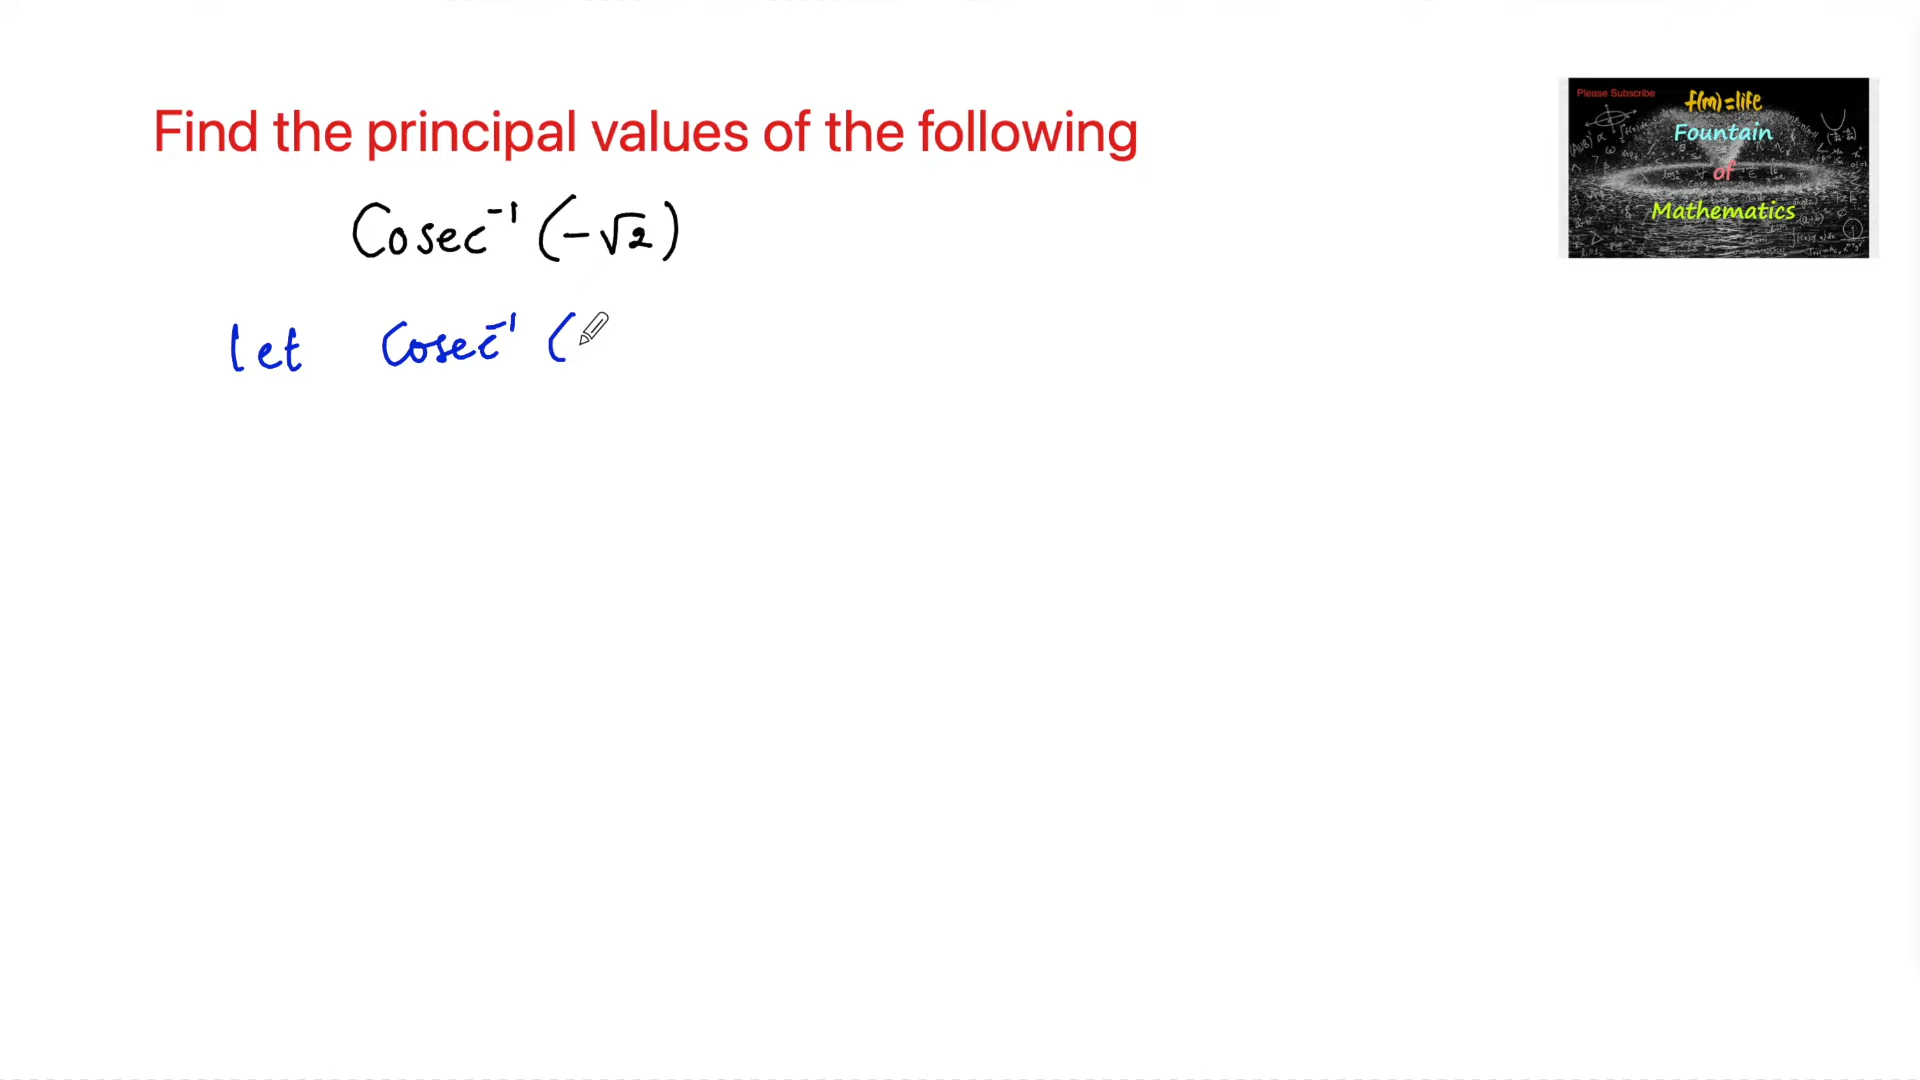 Find the principal values of the following
Cosec⁻¹ (-√2)
let Cosec⁻¹ (
Please Subscribe
f(m)=life
Fountain
of
Mathematics